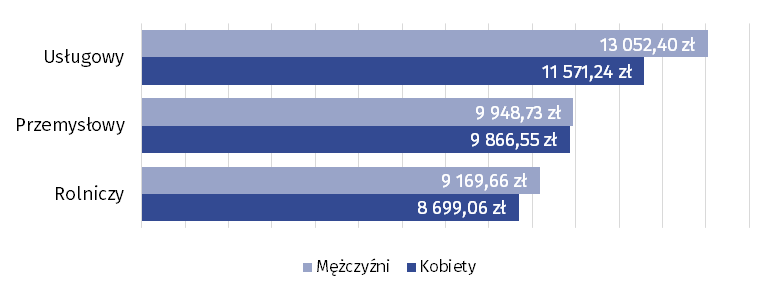 Usługowy
13 052,40 zł
11 571,24 zł
Przemysłowy
9 948,73 zł
9 866,55 zł
Rolniczy
9 169,66 zł
8 699,06 zł
Mężczyźni Kobiety